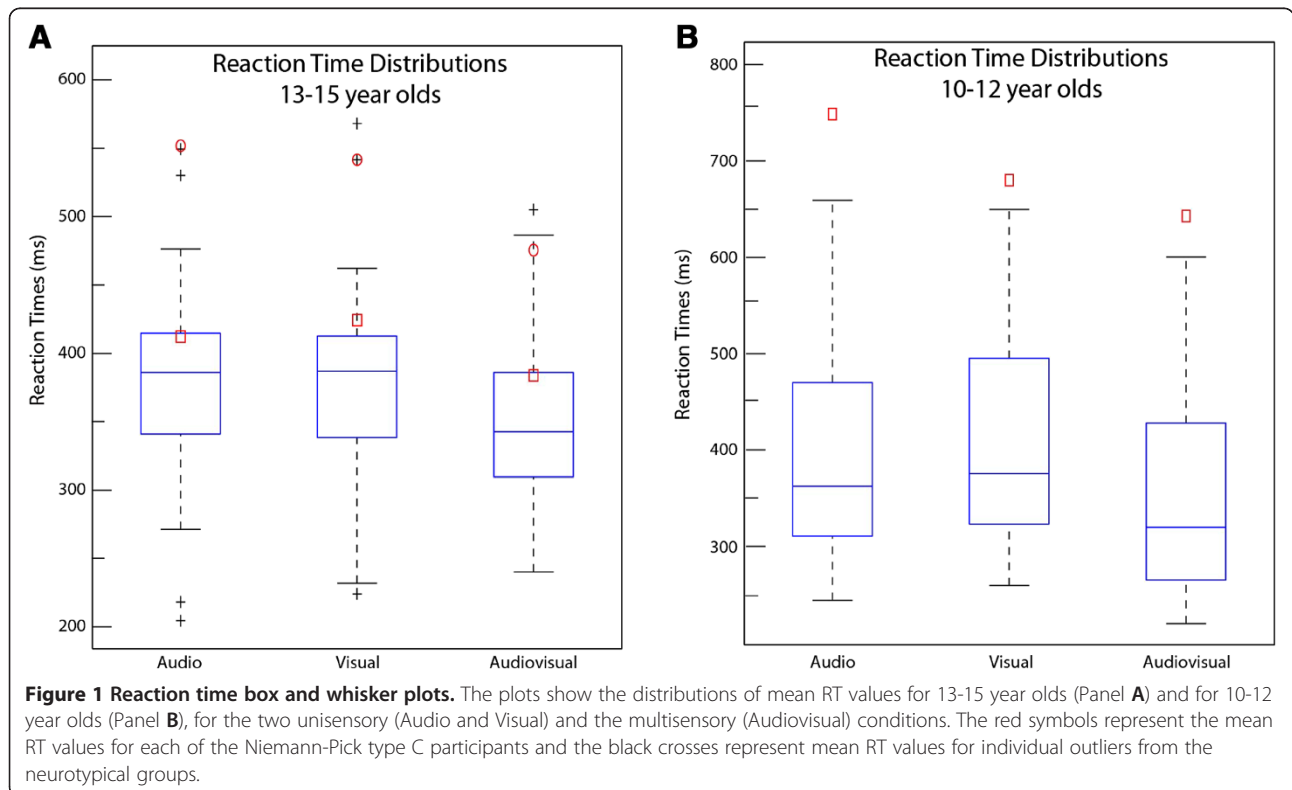 A
Reaction Time Distributions
13-15 year olds
600
500
400
300
200
Reaction Times (ms)
Audio
Visual
Audiovisual
B
Reaction Time Distributions
10-12 year olds
800
700
600
500
400
300
Reaction Times (ms)
Audio
Visual
Audiovisual
Figure 1 Reaction time box and whisker plots. The plots show the distributions of mean RT values for 13-15 year olds (Panel A) and for 10-12
year olds (Panel B), for the two unisensory (Audio and Visual) and the multisensory (Audiovisual) conditions. The red symbols represent the mean
RT values for each of the Niemann-Pick type C participants and the black crosses represent mean RT values for individual outliers from the
neurotypical groups.